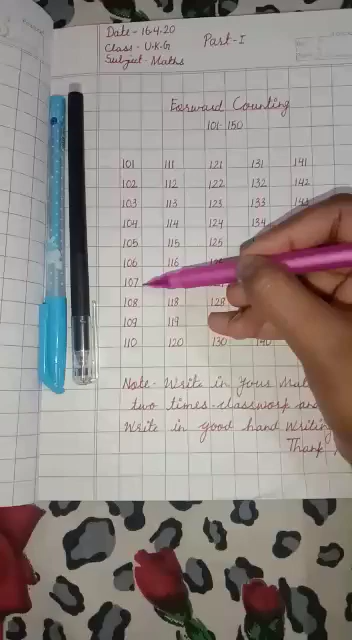 Date - 16.4.20
Part - I
Class - U.K.G
Subject - Maths
Forward Counting
101 - 150
101 111 121 131 141
102 112 122 132 142
103 113 123 133 143
104 114 124 134
105 115 125
106 116
107
108 118 128
109 119
110 120 130 140
Note - Write in your
two times - classwork and
Write in good hand writing
Thank